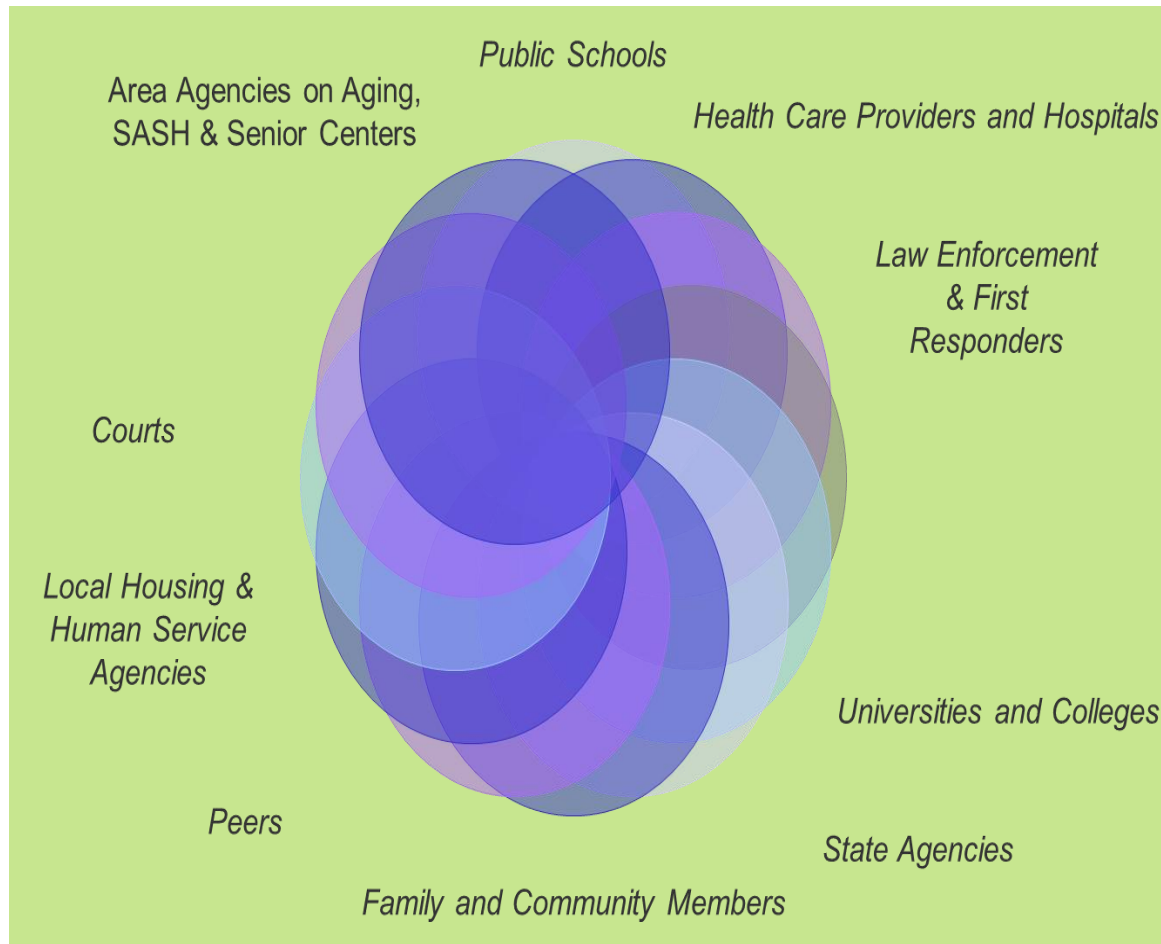 Public Schools
Area Agencies on Aging,
SASH & Senior Centers
Health Care Providers and Hospitals
Law Enforcement
& First
Responders
Courts
Local Housing &
Human Service
Agencies
Universities and Colleges
Peers
State Agencies
Family and Community Members